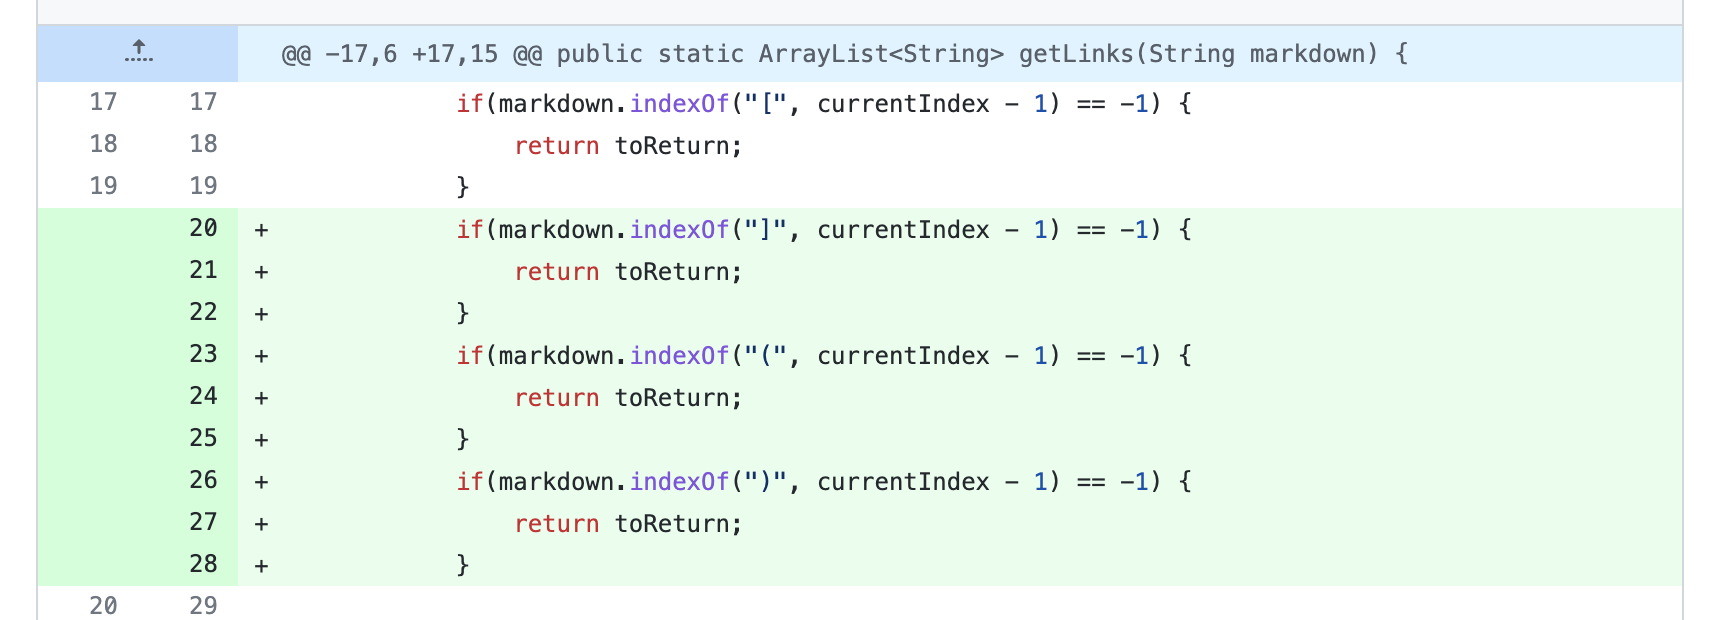 @@ -17,6 +17,15 @@ public static ArrayList<String> getLinks(String markdown) {
17 17 if(markdown.indexOf("[", currentIndex - 1) == -1) {
18 18 return toReturn;
19 19 }
20 + if(markdown.indexOf("]", currentIndex - 1) == -1) {
21 + return toReturn;
22 + }
23 + if(markdown.indexOf("(", currentIndex - 1) == -1) {
24 + return toReturn;
25 + }
26 + if(markdown.indexOf(")", currentIndex - 1) == -1) {
27 + return toReturn;
28 + }
20 29